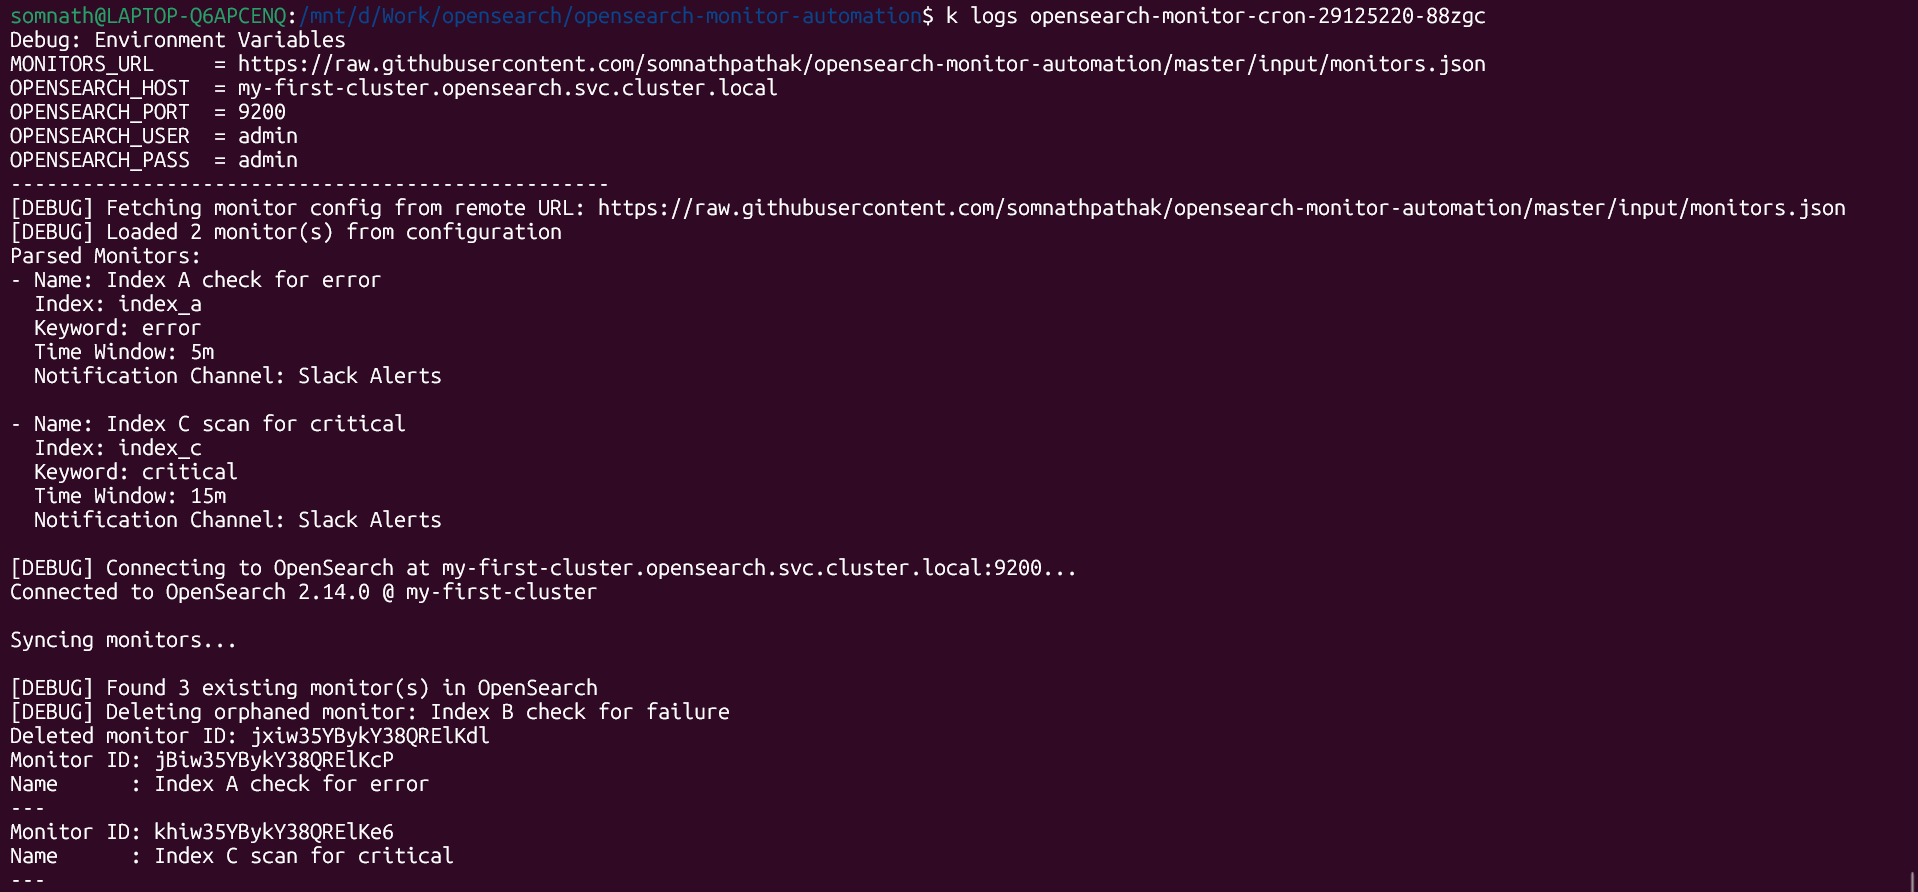 somnath@LAPTOP-Q6APCENQ:/mnt/d/Work/opensearch/opensearch-monitor-automation$ k logs opensearch-monitor-cron-29125220-88zgc
Debug: Environment Variables
MONITORS_URL     = https://raw.githubusercontent.com/somnathpathak/opensearch-monitor-automation/master/input/monitors.json
OPENSEARCH_HOST  = my-first-cluster.opensearch.svc.cluster.local
OPENSEARCH_PORT  = 9200
OPENSEARCH_USER  = admin
OPENSEARCH_PASS  = admin
--------------------------------------------------
[DEBUG] Fetching monitor config from remote URL: https://raw.githubusercontent.com/somnathpathak/opensearch-monitor-automation/master/input/monitors.json
[DEBUG] Loaded 2 monitor(s) from configuration
Parsed Monitors:
- Name: Index A check for error
  Index: index_a
  Keyword: error
  Time Window: 5m
  Notification Channel: Slack Alerts

- Name: Index C scan for critical
  Index: index_c
  Keyword: critical
  Time Window: 15m
  Notification Channel: Slack Alerts

[DEBUG] Connecting to OpenSearch at my-first-cluster.opensearch.svc.cluster.local:9200...
Connected to OpenSearch 2.14.0 @ my-first-cluster

Syncing monitors...

[DEBUG] Found 3 existing monitor(s) in OpenSearch
[DEBUG] Deleting orphaned monitor: Index B check for failure
Deleted monitor ID: jxiw35YBykY38QRElKdl
Monitor ID: jBiw35YBykY38QRElKcP
Name      : Index A check for error
---
Monitor ID: khiw35YBykY38QRElKe6
Name      : Index C scan for critical
---